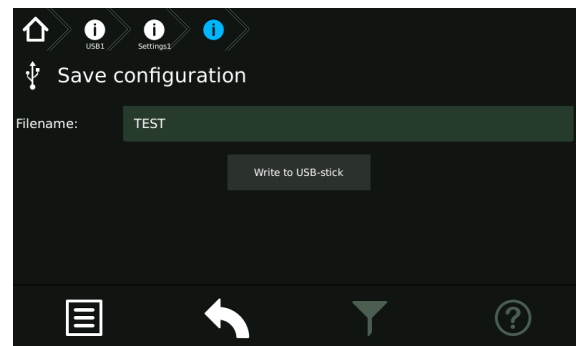 USB1
Settings1
Save configuration
Filename: TEST
Write to USB-stick